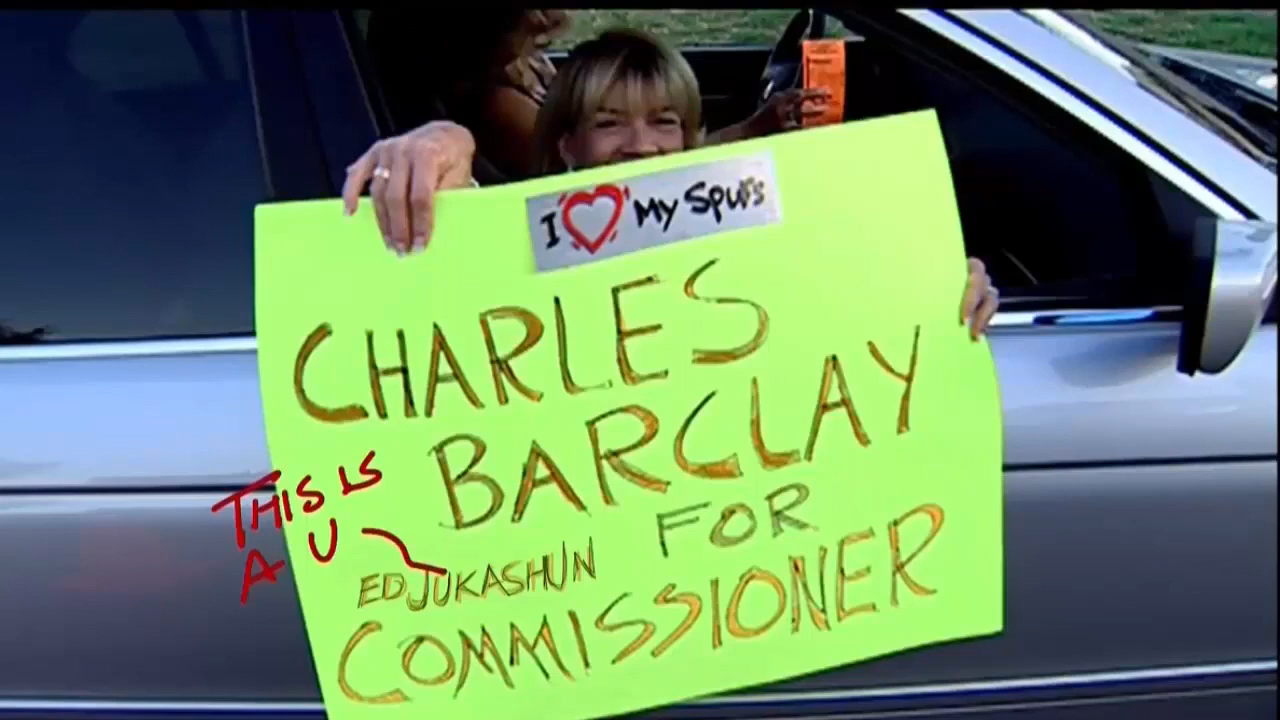 I ♡ My Spurs
CHARLES
BARCLAY
FOR
THIS IS
A U
EDJUKASHUN
COMMISSIONER